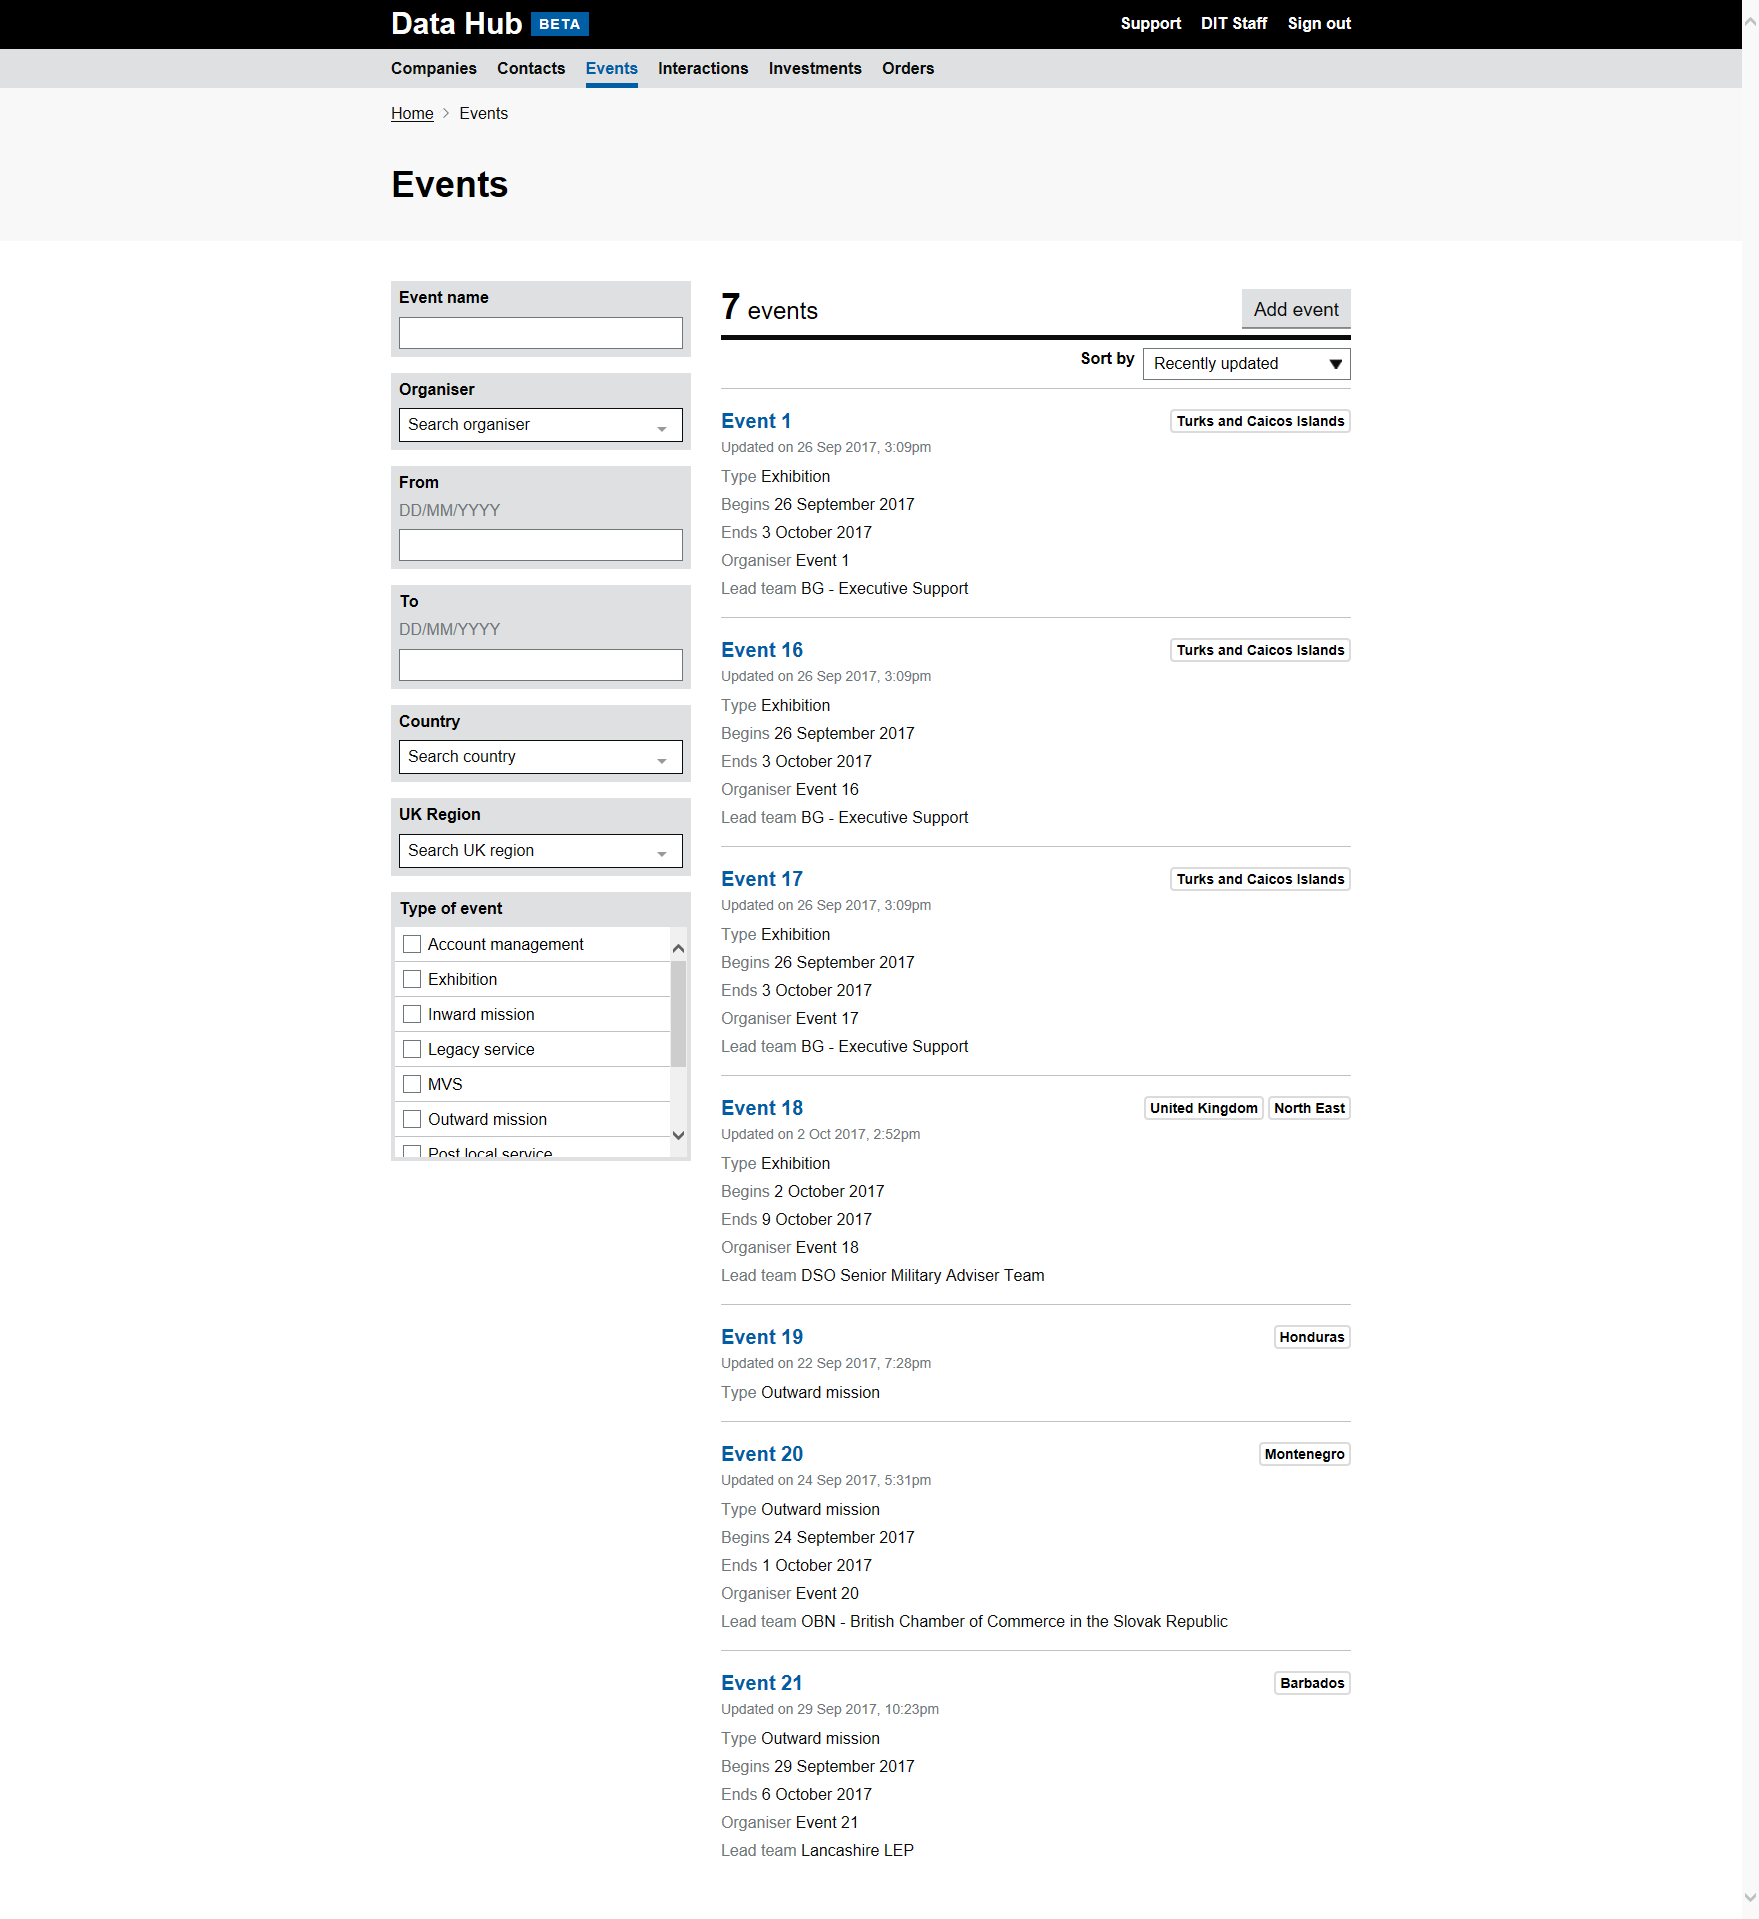 Data Hub BETA
Support DIT Staff Sign out
Companies Contacts Events Interactions Investments Orders
Home > Events
Events
Event name
Organiser
Search organiser
From
DD/MM/YYYY
To
DD/MM/YYYY
Country
Search country
UK Region
Search UK region
Type of event
Account management
Exhibition
Inward mission
Legacy service
MVS
Outward mission
Post local service
7 events
Add event
Sort by Recently updated
Event 1
Turks and Caicos Islands
Updated on 26 Sep 2017, 3:09pm
Type Exhibition
Begins 26 September 2017
Ends 3 October 2017
Organiser Event 1
Lead team BG - Executive Support
Event 16
Turks and Caicos Islands
Updated on 26 Sep 2017, 3:09pm
Type Exhibition
Begins 26 September 2017
Ends 3 October 2017
Organiser Event 16
Lead team BG - Executive Support
Event 17
Turks and Caicos Islands
Updated on 26 Sep 2017, 3:09pm
Type Exhibition
Begins 26 September 2017
Ends 3 October 2017
Organiser Event 17
Lead team BG - Executive Support
Event 18
United Kingdom North East
Updated on 2 Oct 2017, 2:52pm
Type Exhibition
Begins 2 October 2017
Ends 9 October 2017
Organiser Event 18
Lead team DSO Senior Military Adviser Team
Event 19
Honduras
Updated on 22 Sep 2017, 7:28pm
Type Outward mission
Event 20
Montenegro
Updated on 24 Sep 2017, 5:31pm
Type Outward mission
Begins 24 September 2017
Ends 1 October 2017
Organiser Event 20
Lead team OBN - British Chamber of Commerce in the Slovak Republic
Event 21
Barbados
Updated on 29 Sep 2017, 10:23pm
Type Outward mission
Begins 29 September 2017
Ends 6 October 2017
Organiser Event 21
Lead team Lancashire LEP